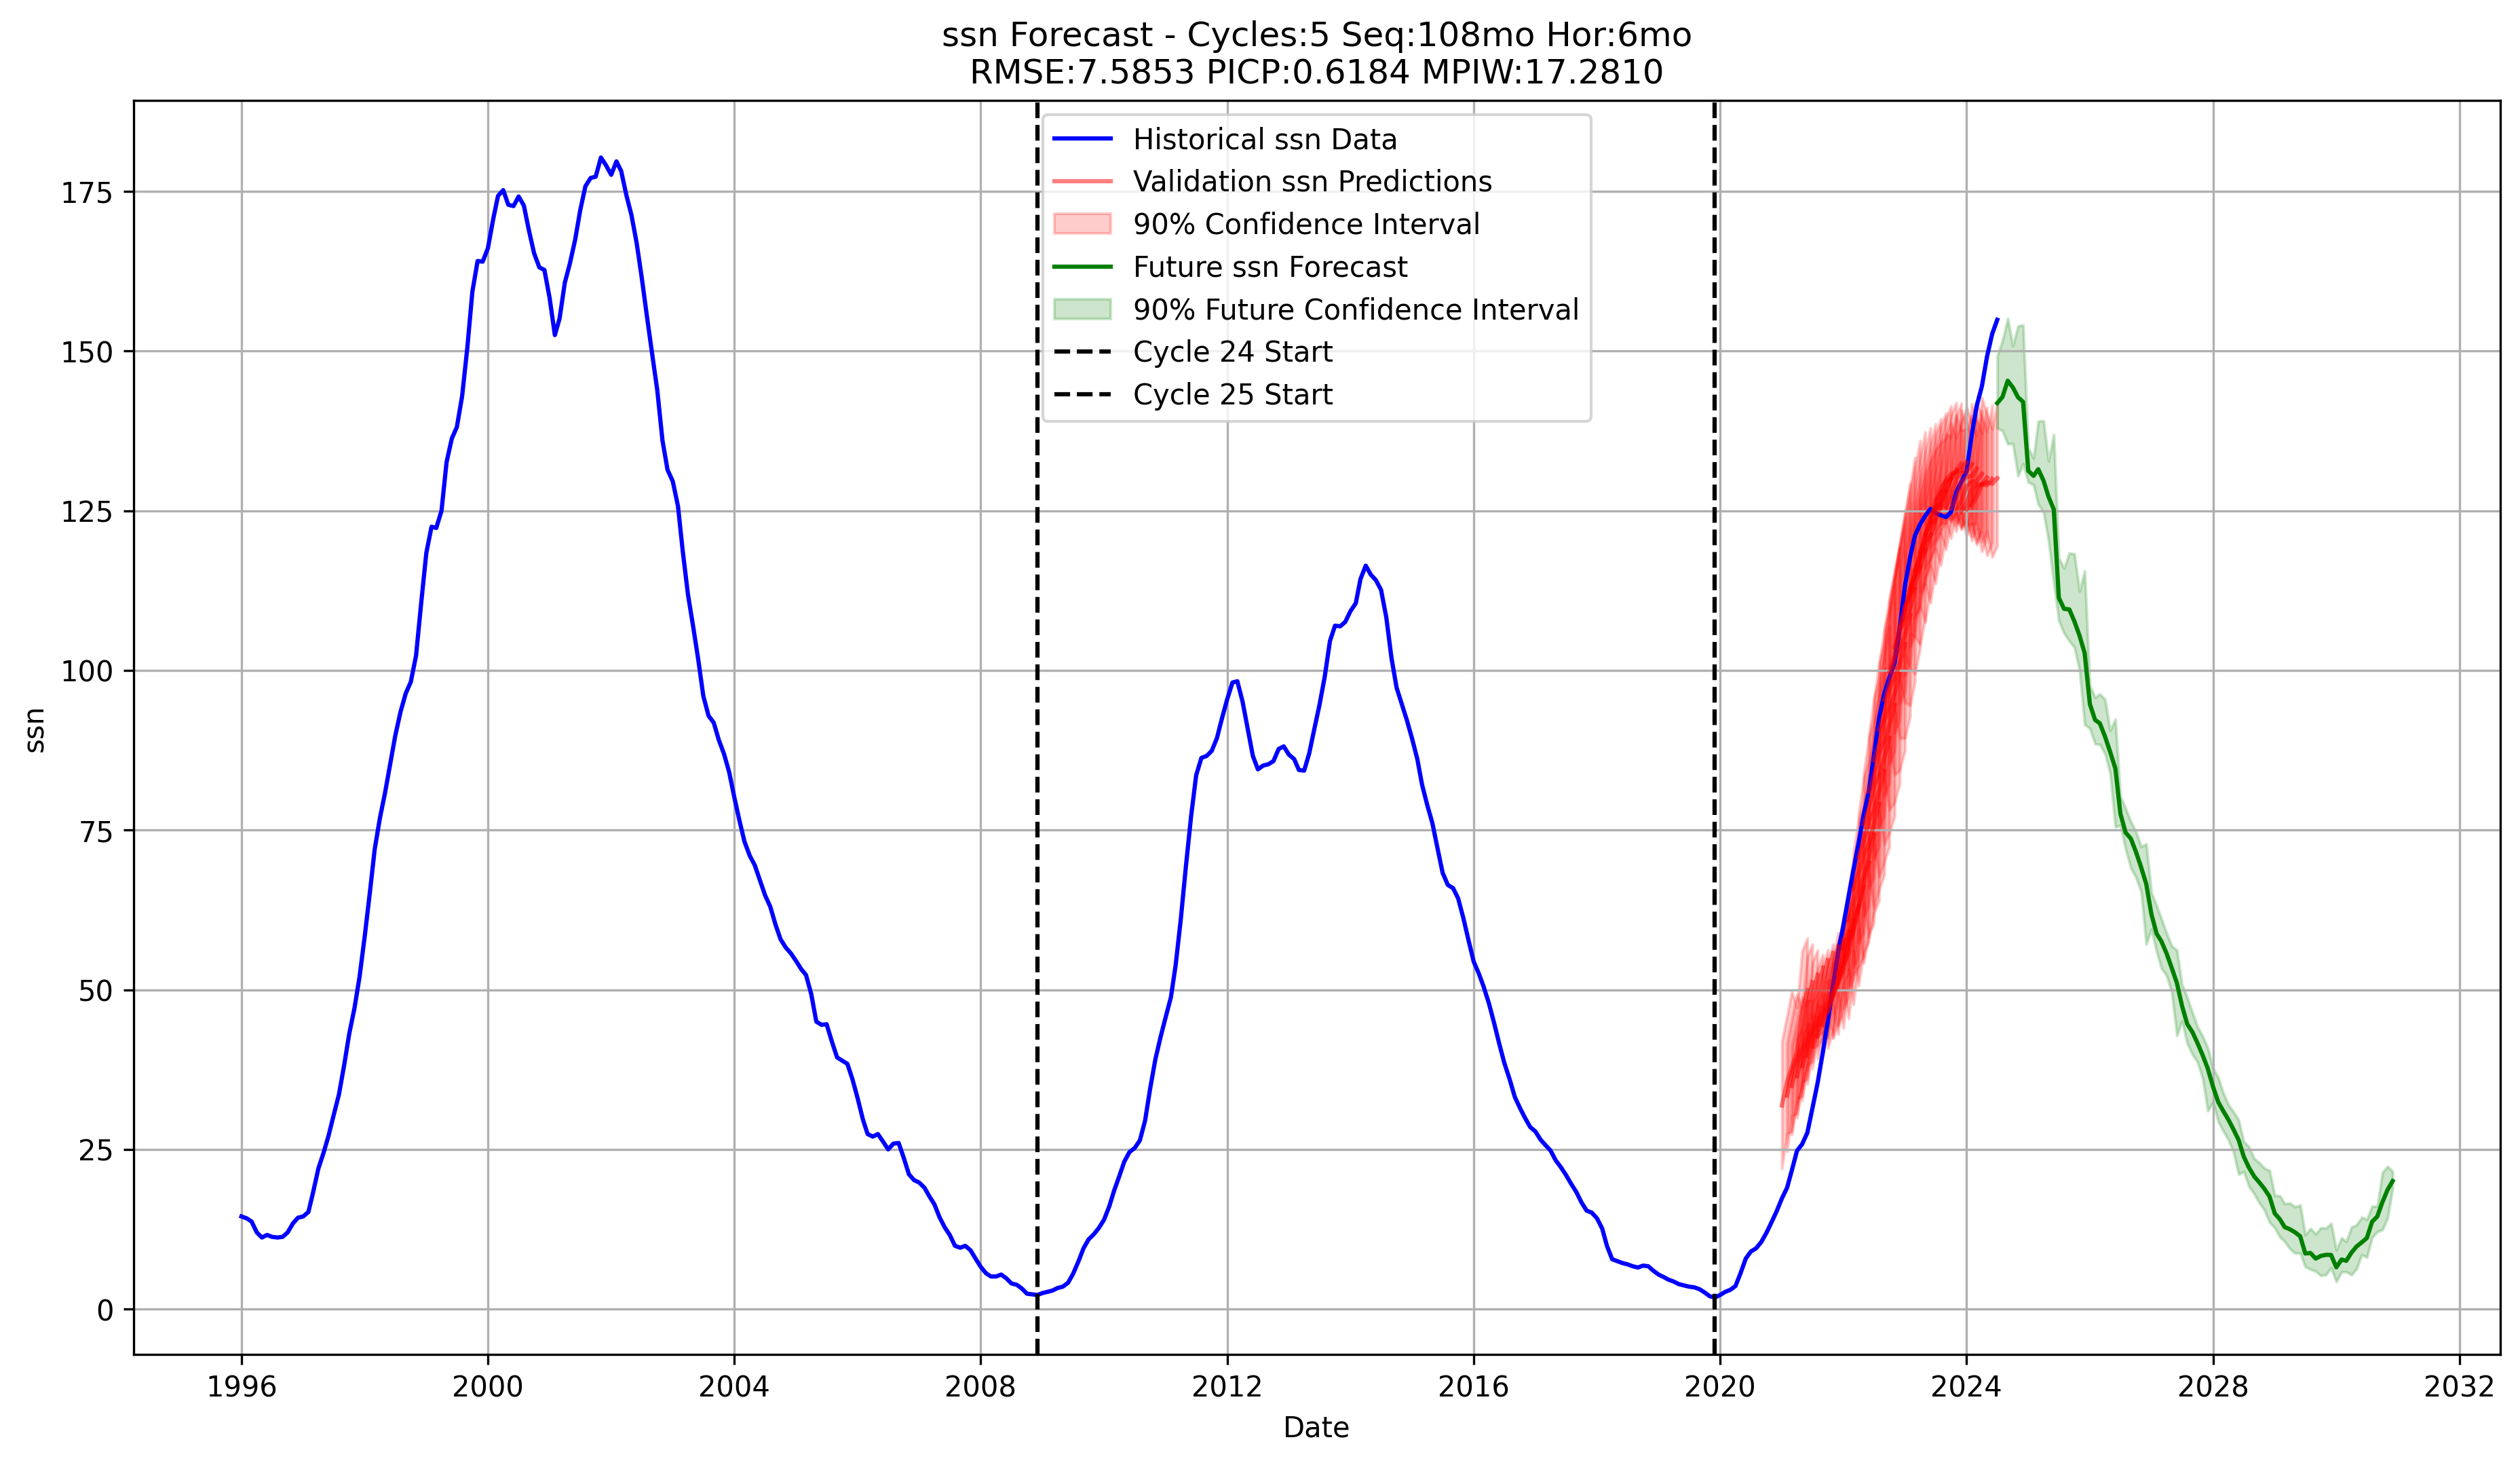 ssn Forecast - Cycles:5 Seq:108mo Hor:6mo
RMSE:7.5853 PICP:0.6184 MPIW:17.2810
Historical ssn Data
Validation ssn Predictions
90% Confidence Interval
Future ssn Forecast
90% Future Confidence Interval
Cycle 24 Start
Cycle 25 Start
175
150
125
100
75
50
25
0
ssn
1996 2000 2004 2008 2012 2016 2020 2024 2028 2032
Date